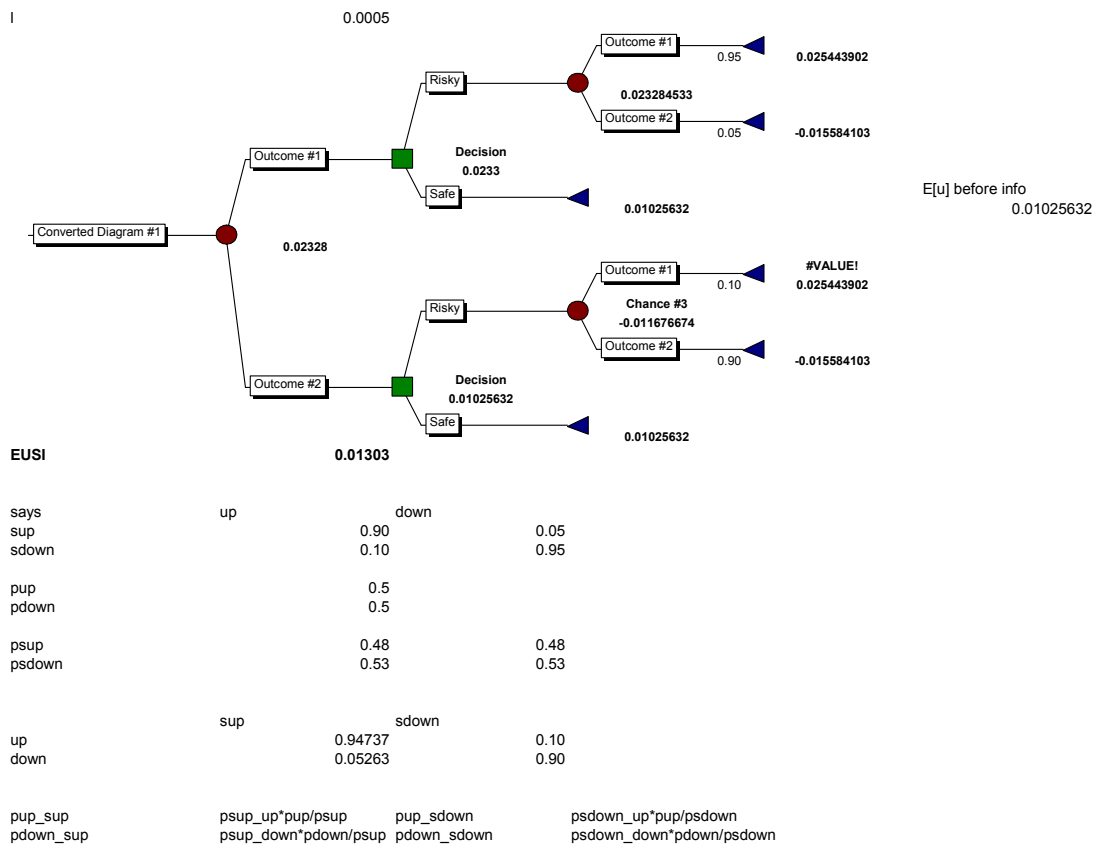 I 0.0005
Outcome #1
0.95 0.025443902
Risky
0.023284533
Outcome #2
0.05 -0.015584103
Outcome #1 Decision
0.0233
Safe
0.01025632
E[u] before info
0.01025632
Converted Diagram #1
0.02328
Outcome #1 #VALUE!
0.10 0.025443902
Risky Chance #3
-0.011676674
Outcome #2
0.90 -0.015584103
Outcome #2 Decision
0.01025632
Safe
0.01025632
EUSI 0.01303
says up down
sup 0.90 0.05
sdown 0.10 0.95
pup 0.5
pdown 0.5
psup 0.48 0.48
psdown 0.53 0.53
sup sdown
up 0.94737 0.10
down 0.05263 0.90
pup_sup psup_up*pup/psup pup_sdown psdown_up*pup/psdown
pdown_sup psup_down*pdown/psup pdown_sdown psdown_down*pdown/psdown